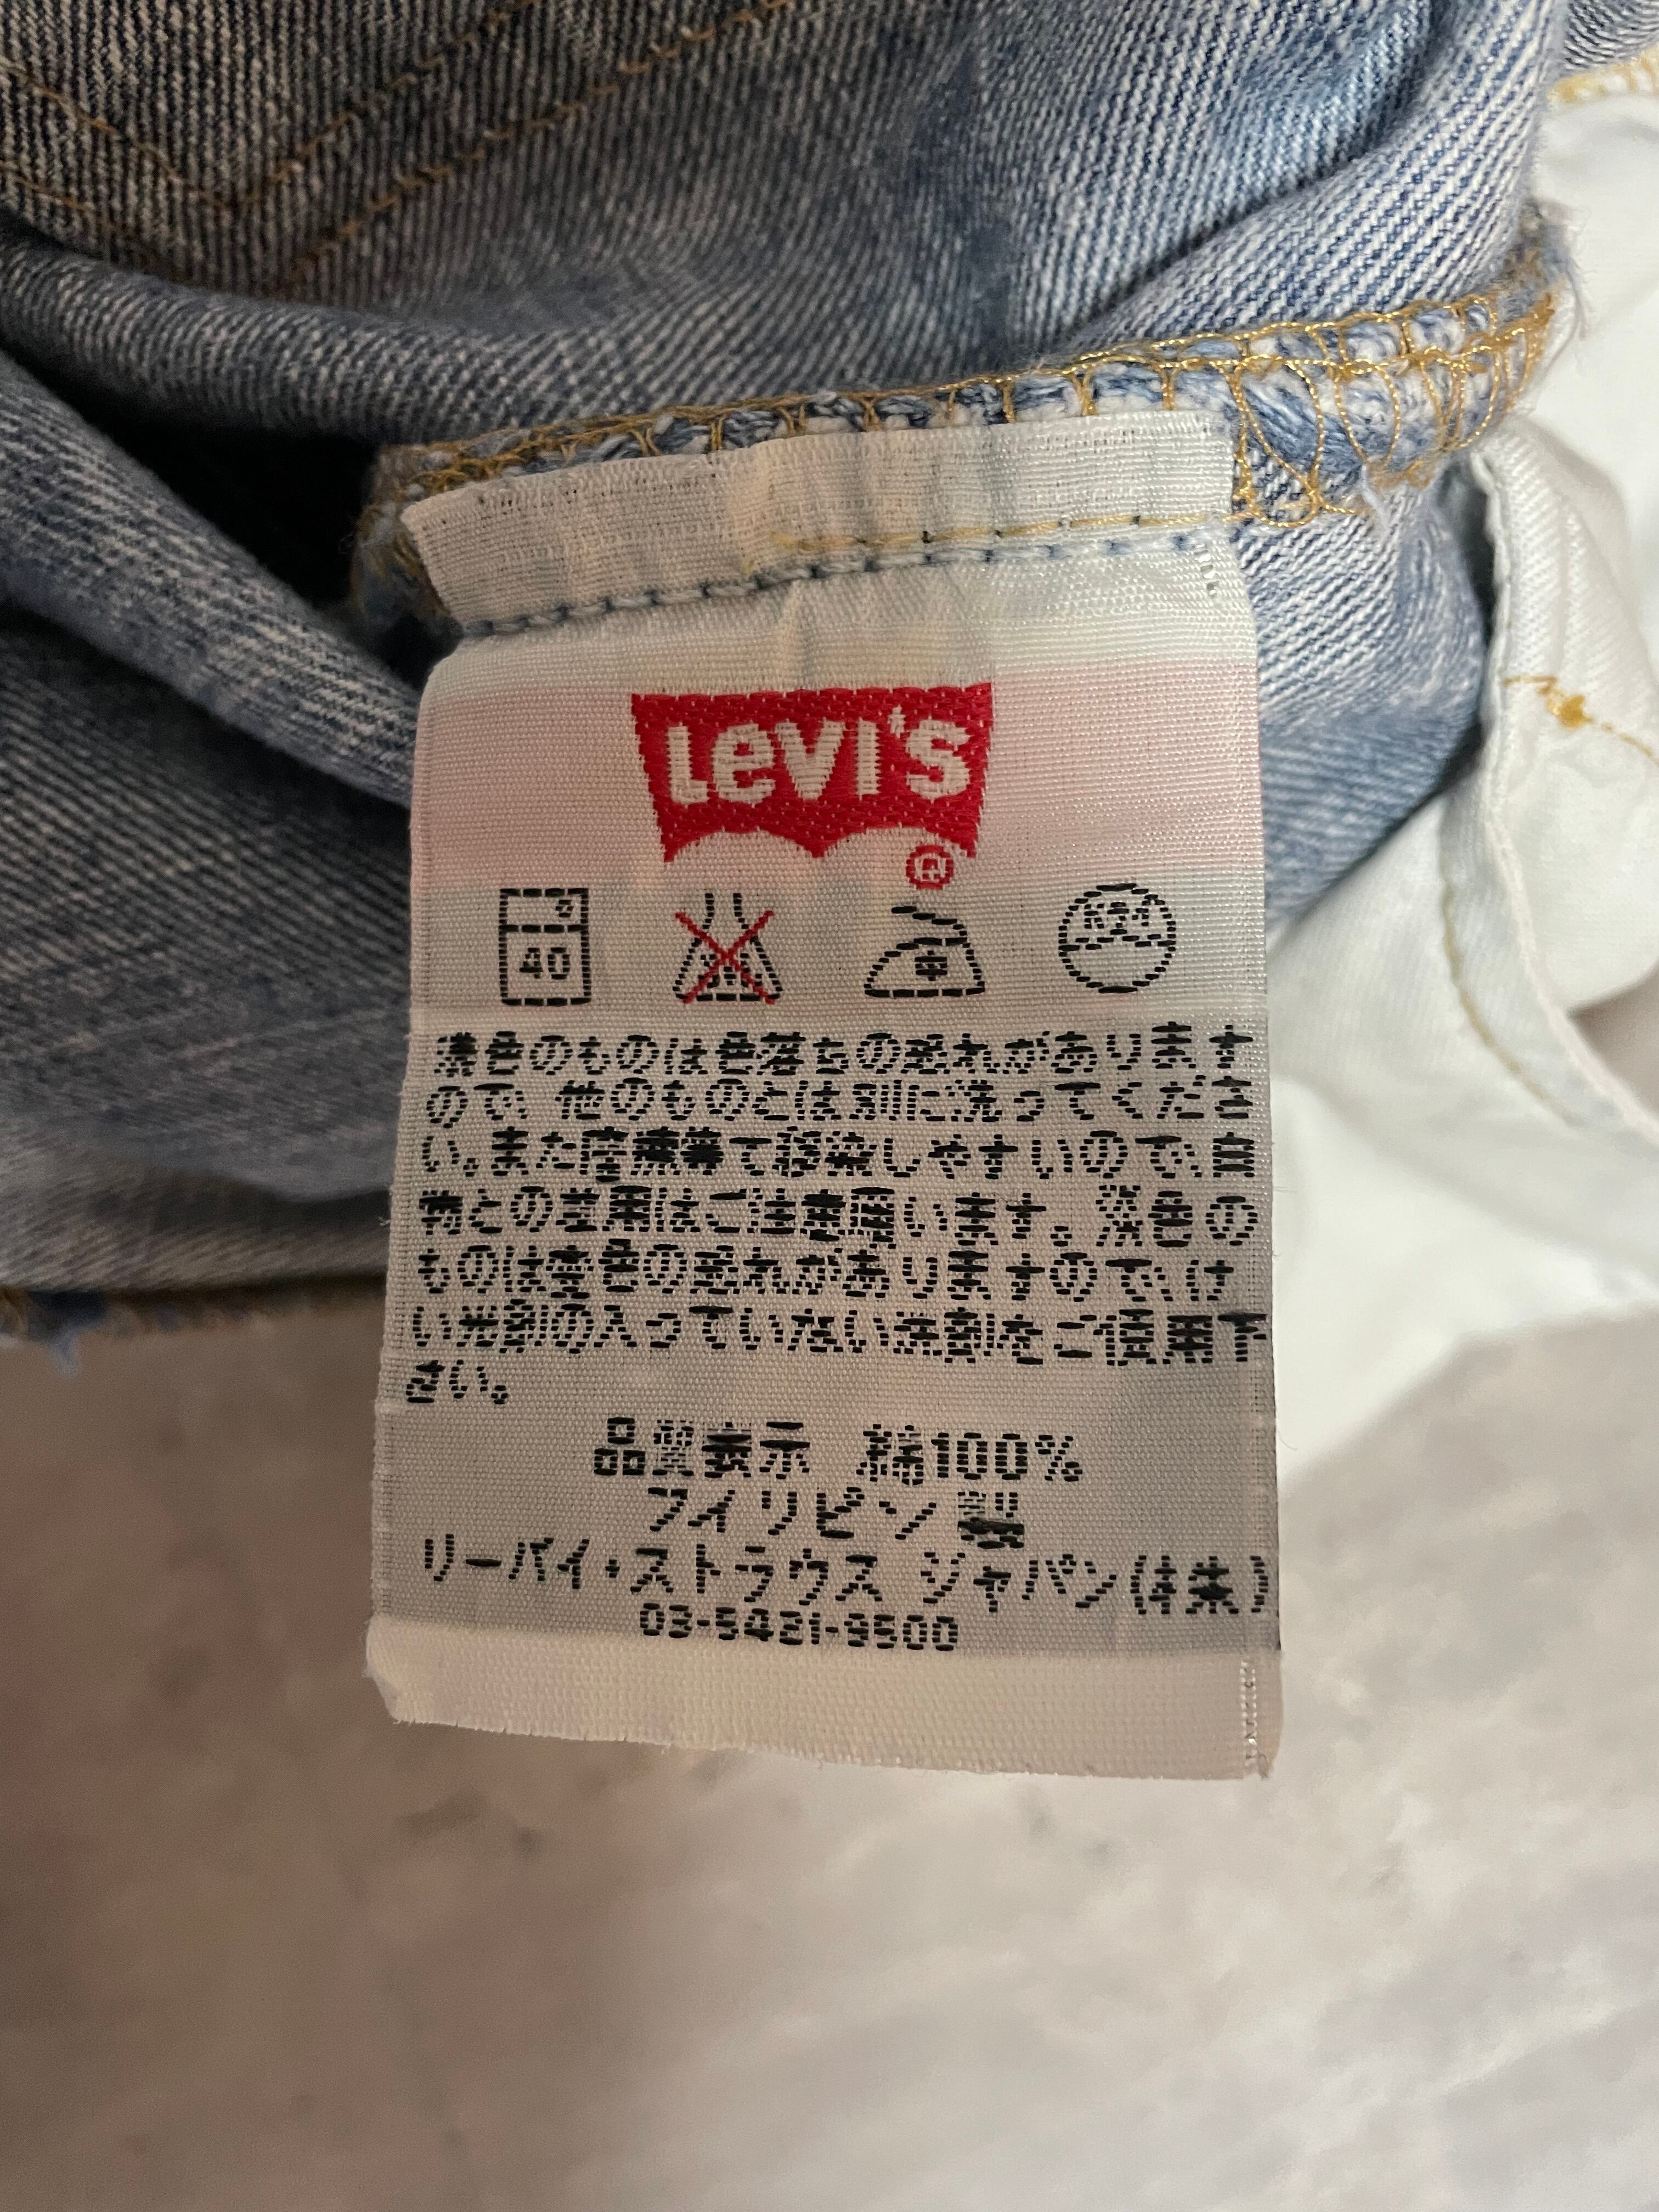 Levi's
®
40
中
ドライ
濃色のものは色落ちの恐れがあります
ので、他のものとは別に洗ってくださ
い。また摩擦等で移染しやすいので、白
物との着用はご注意願います。淡色の
ものは変色の恐れがありますので、け
い光剤の入っていない洗剤をご使用下
さい。
品質表示 綿100%
フィリピン製
リーバイ・ストラウス ジャパン(株)
03-5421-9500